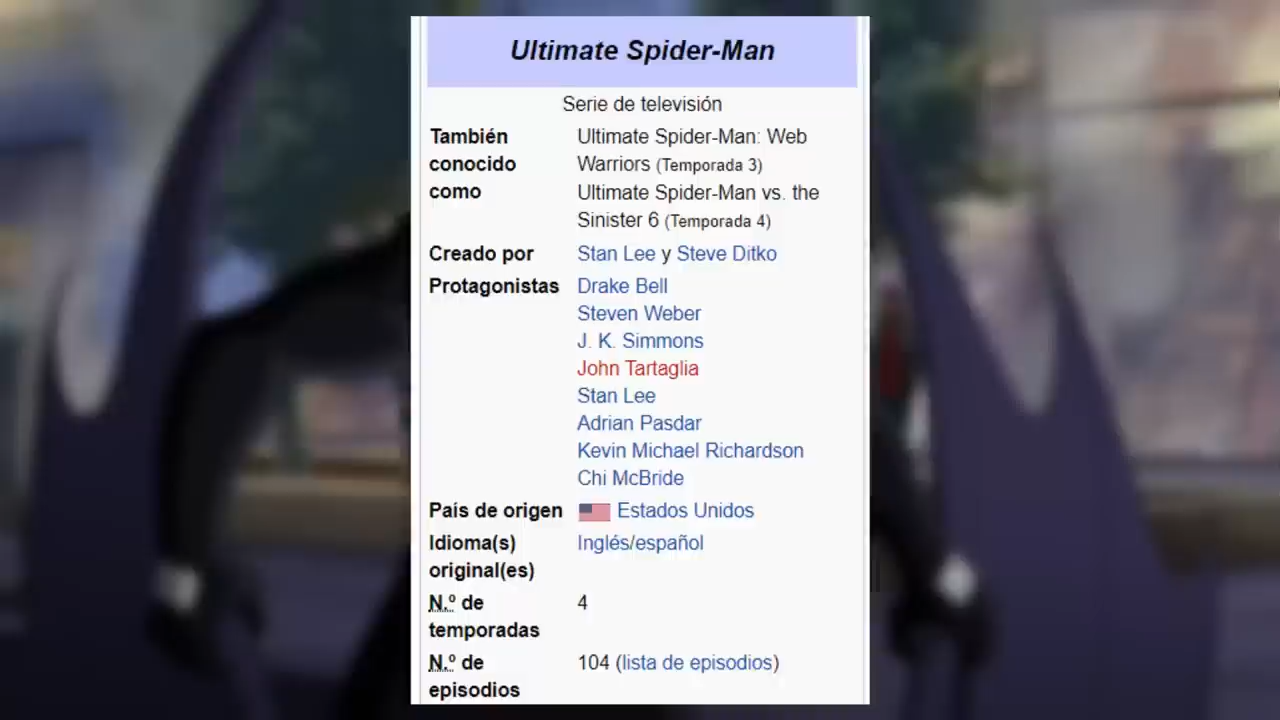 Ultimate Spider-Man
Serie de televisión
También conocido como
Ultimate Spider-Man: Web
Warriors (Temporada 3)
Ultimate Spider-Man vs. the
Sinister 6 (Temporada 4)
Creado por Stan Lee y Steve Ditko
Protagonistas Drake Bell
Steven Weber
J. K. Simmons
John Tartaglia
Stan Lee
Adrian Pasdar
Kevin Michael Richardson
Chi McBride
País de origen Estados Unidos
Idioma(s) Inglés/español
original(es)
N.º de 4
temporadas
N.º de 104 (lista de episodios)
episodios